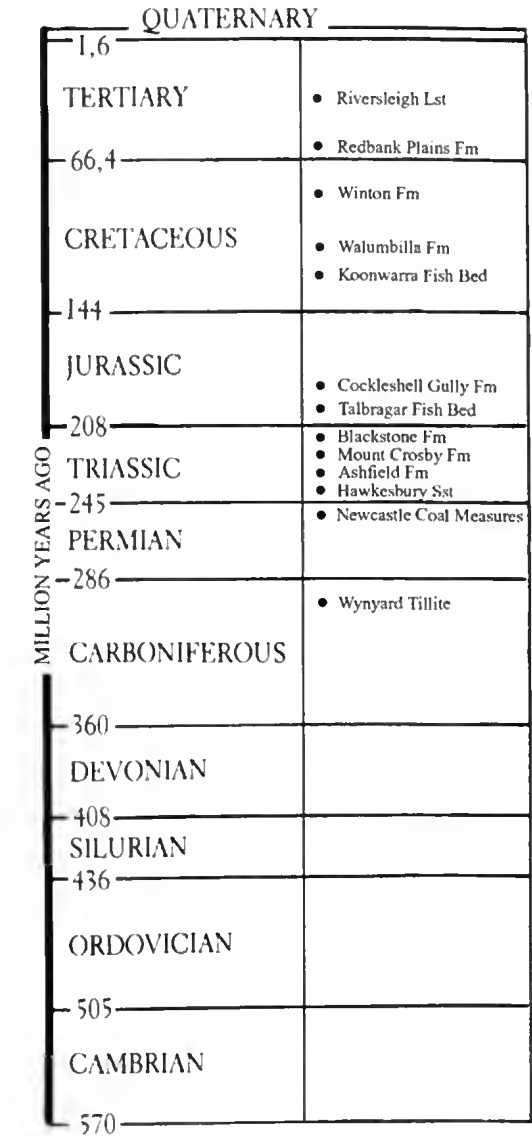 QUATERNARY
1,6
TERTIARY
• Riversleigh Lst
• Redbank Plains Fm
66,4
• Winton Fm
CRETACEOUS
• Walumbilla Fm
• Koonwarra Fish Bed
144
JURASSIC
• Cockleshell Gully Fm
• Talbragar Fish Bed
208
• Blackstone Fm
• Mount Crosby Fm
TRIASSIC
• Ashfield Fm
• Hawkesbury Sst
245
• Newcastle Coal Measures
PERMIAN
286
• Wynyard Tillite
CARBONIFEROUS
MILLION YEARS AGO
360
DEVONIAN
408
SILURIAN
436
ORDOVICIAN
505
CAMBRIAN
570